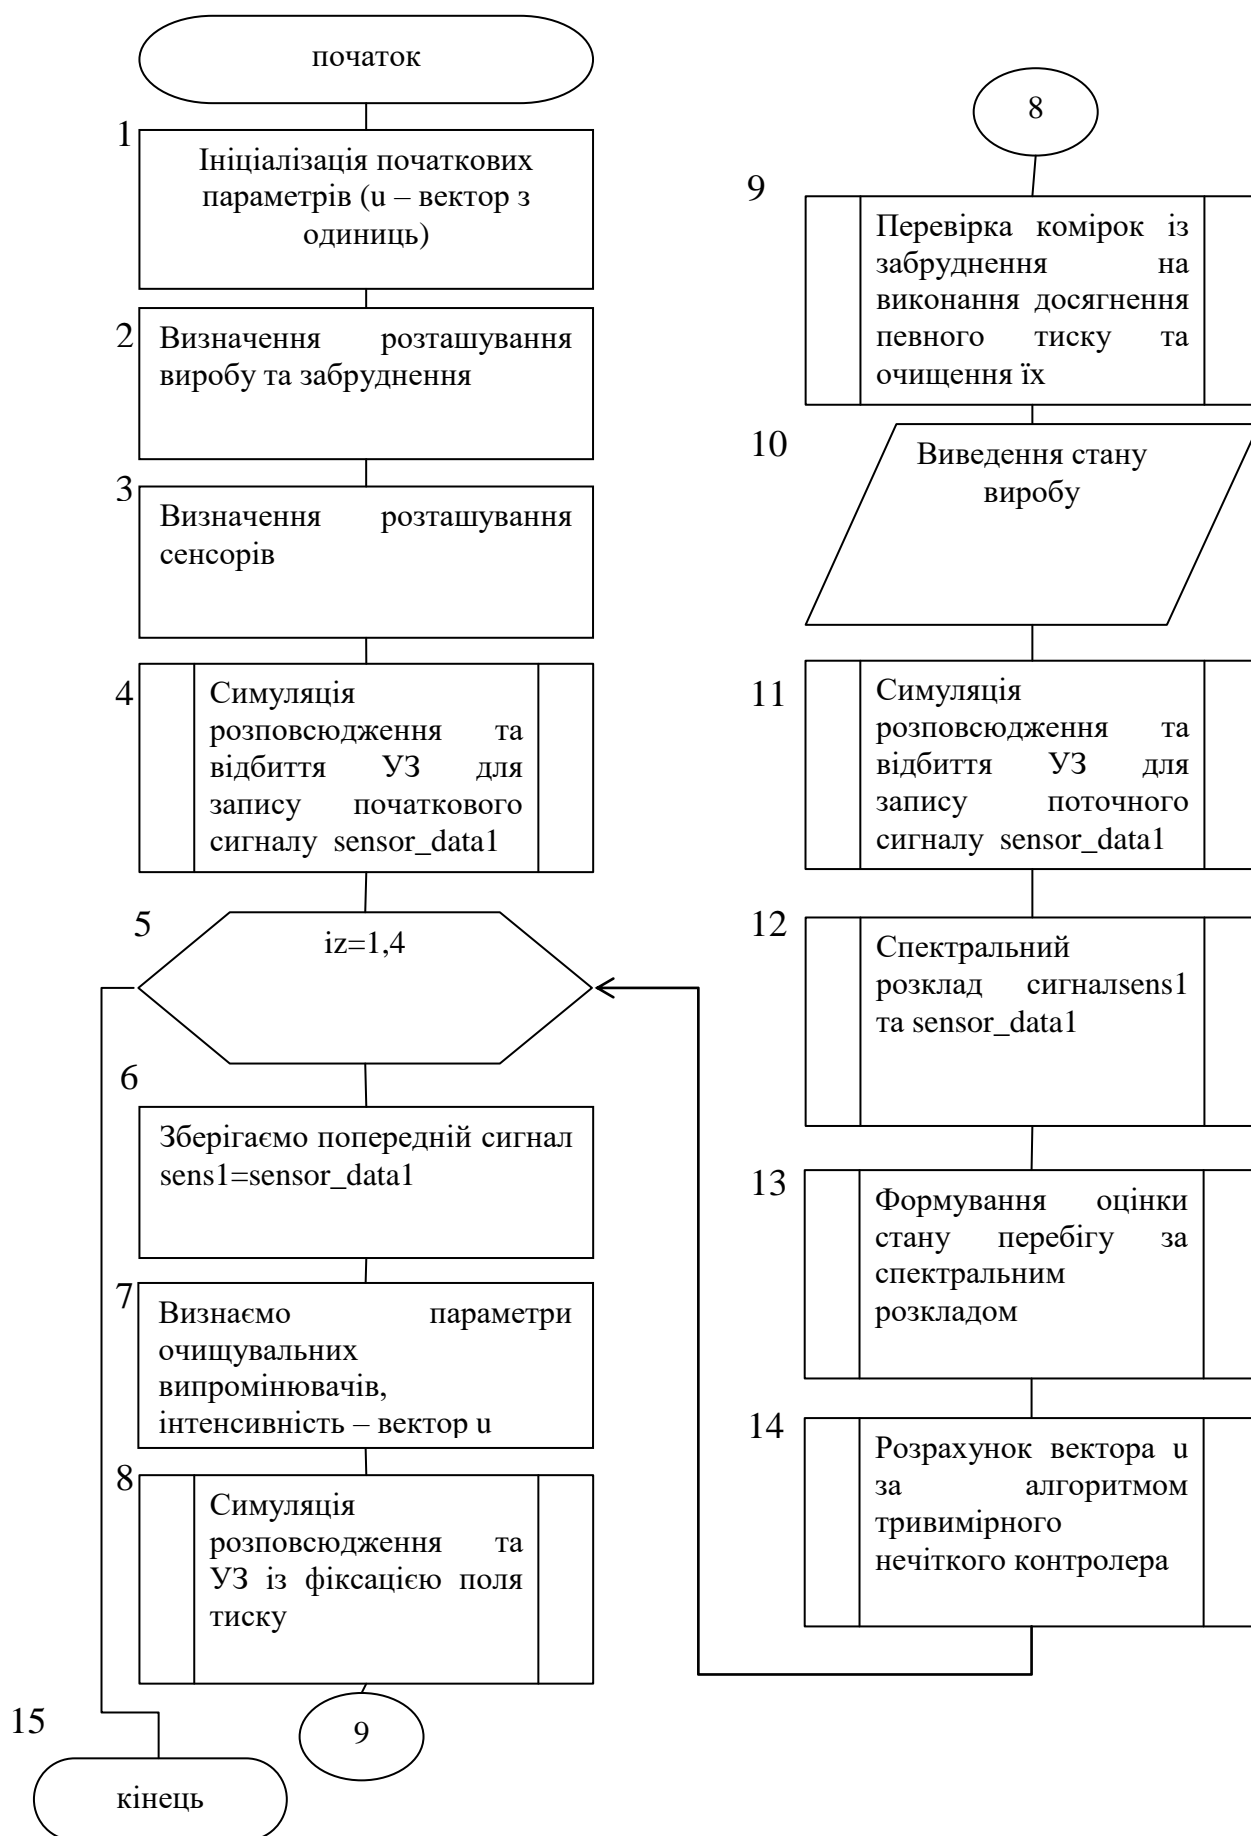 початок
1
Ініціалізація початкових
параметрів (u – вектор з
одиниць)
2
Визначення розташування
виробу та забруднення
3
Визначення розташування
сенсорів
4
Симуляція
розповсюдження та
відбиття УЗ для
запису початкового
сигналу sensor_data1
5
iz=1,4
6
Зберігаємо попередній сигнал
sens1=sensor_data1
7
Визнаємо параметри
очищувальних
випромінювачів,
інтенсивність – вектор u
8
Симуляція
розповсюдження та
УЗ із фіксацією поля
тиску
9
15
кінець
8
9
Перевірка комірок із
забруднення на
виконання досягнення
певного тиску та
очищення їх
10
Виведення стану
виробу
11
Симуляція
розповсюдження та
відбиття УЗ для
запису поточного
сигналу sensor_data1
12
Спектральний
розклад сигналsens1
та sensor_data1
13
Формування оцінки
стану перебігу за
спектральним
розкладом
14
Розрахунок вектора u
за алгоритмом
тривимірного
нечіткого контролера